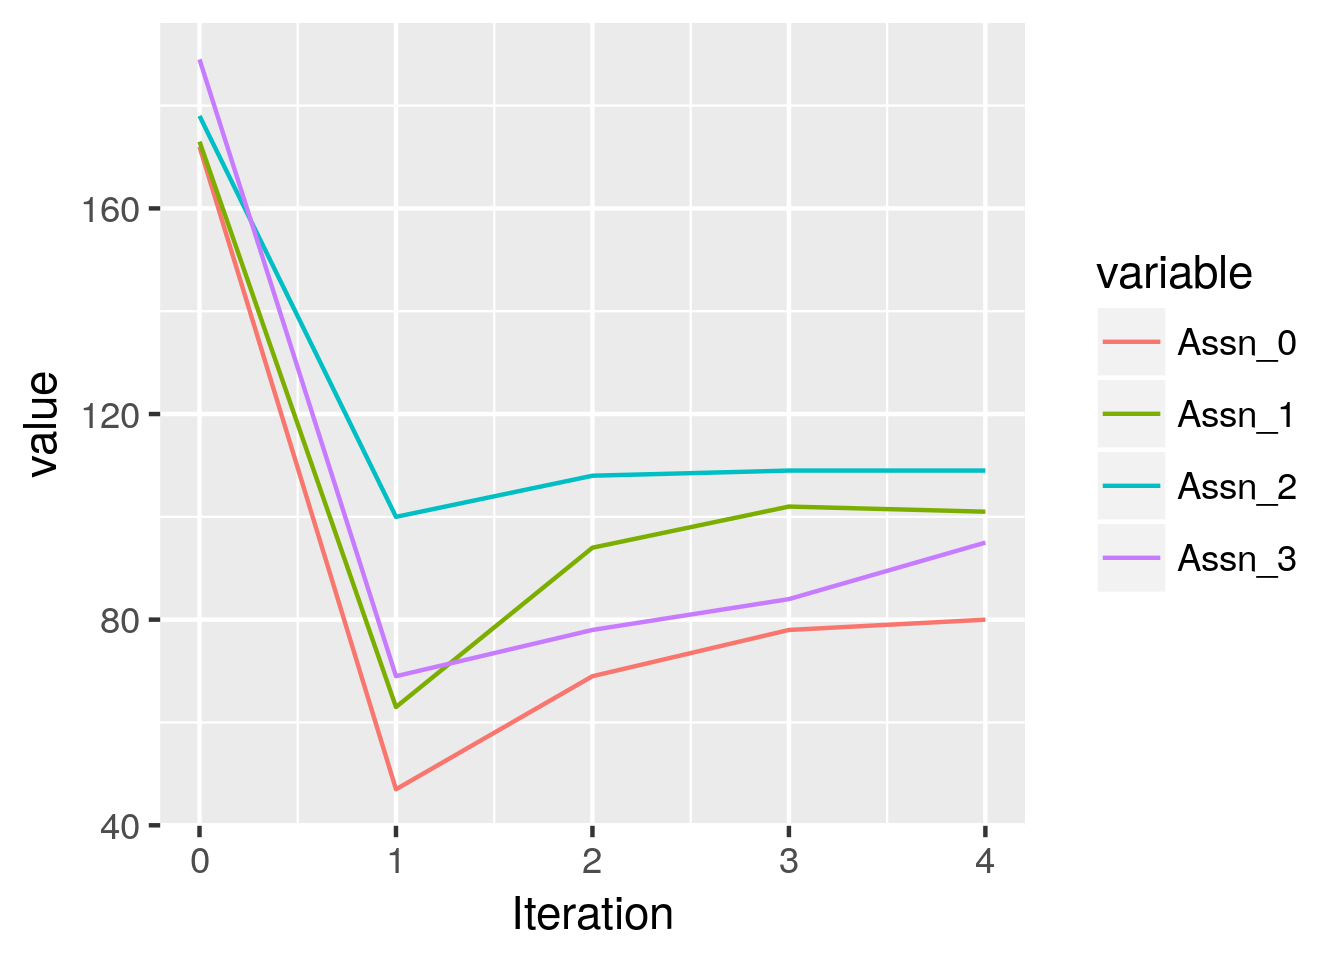 value
160
120
80
40
0 1 2 3 4
Iteration
variable
Assn_0
Assn_1
Assn_2
Assn_3